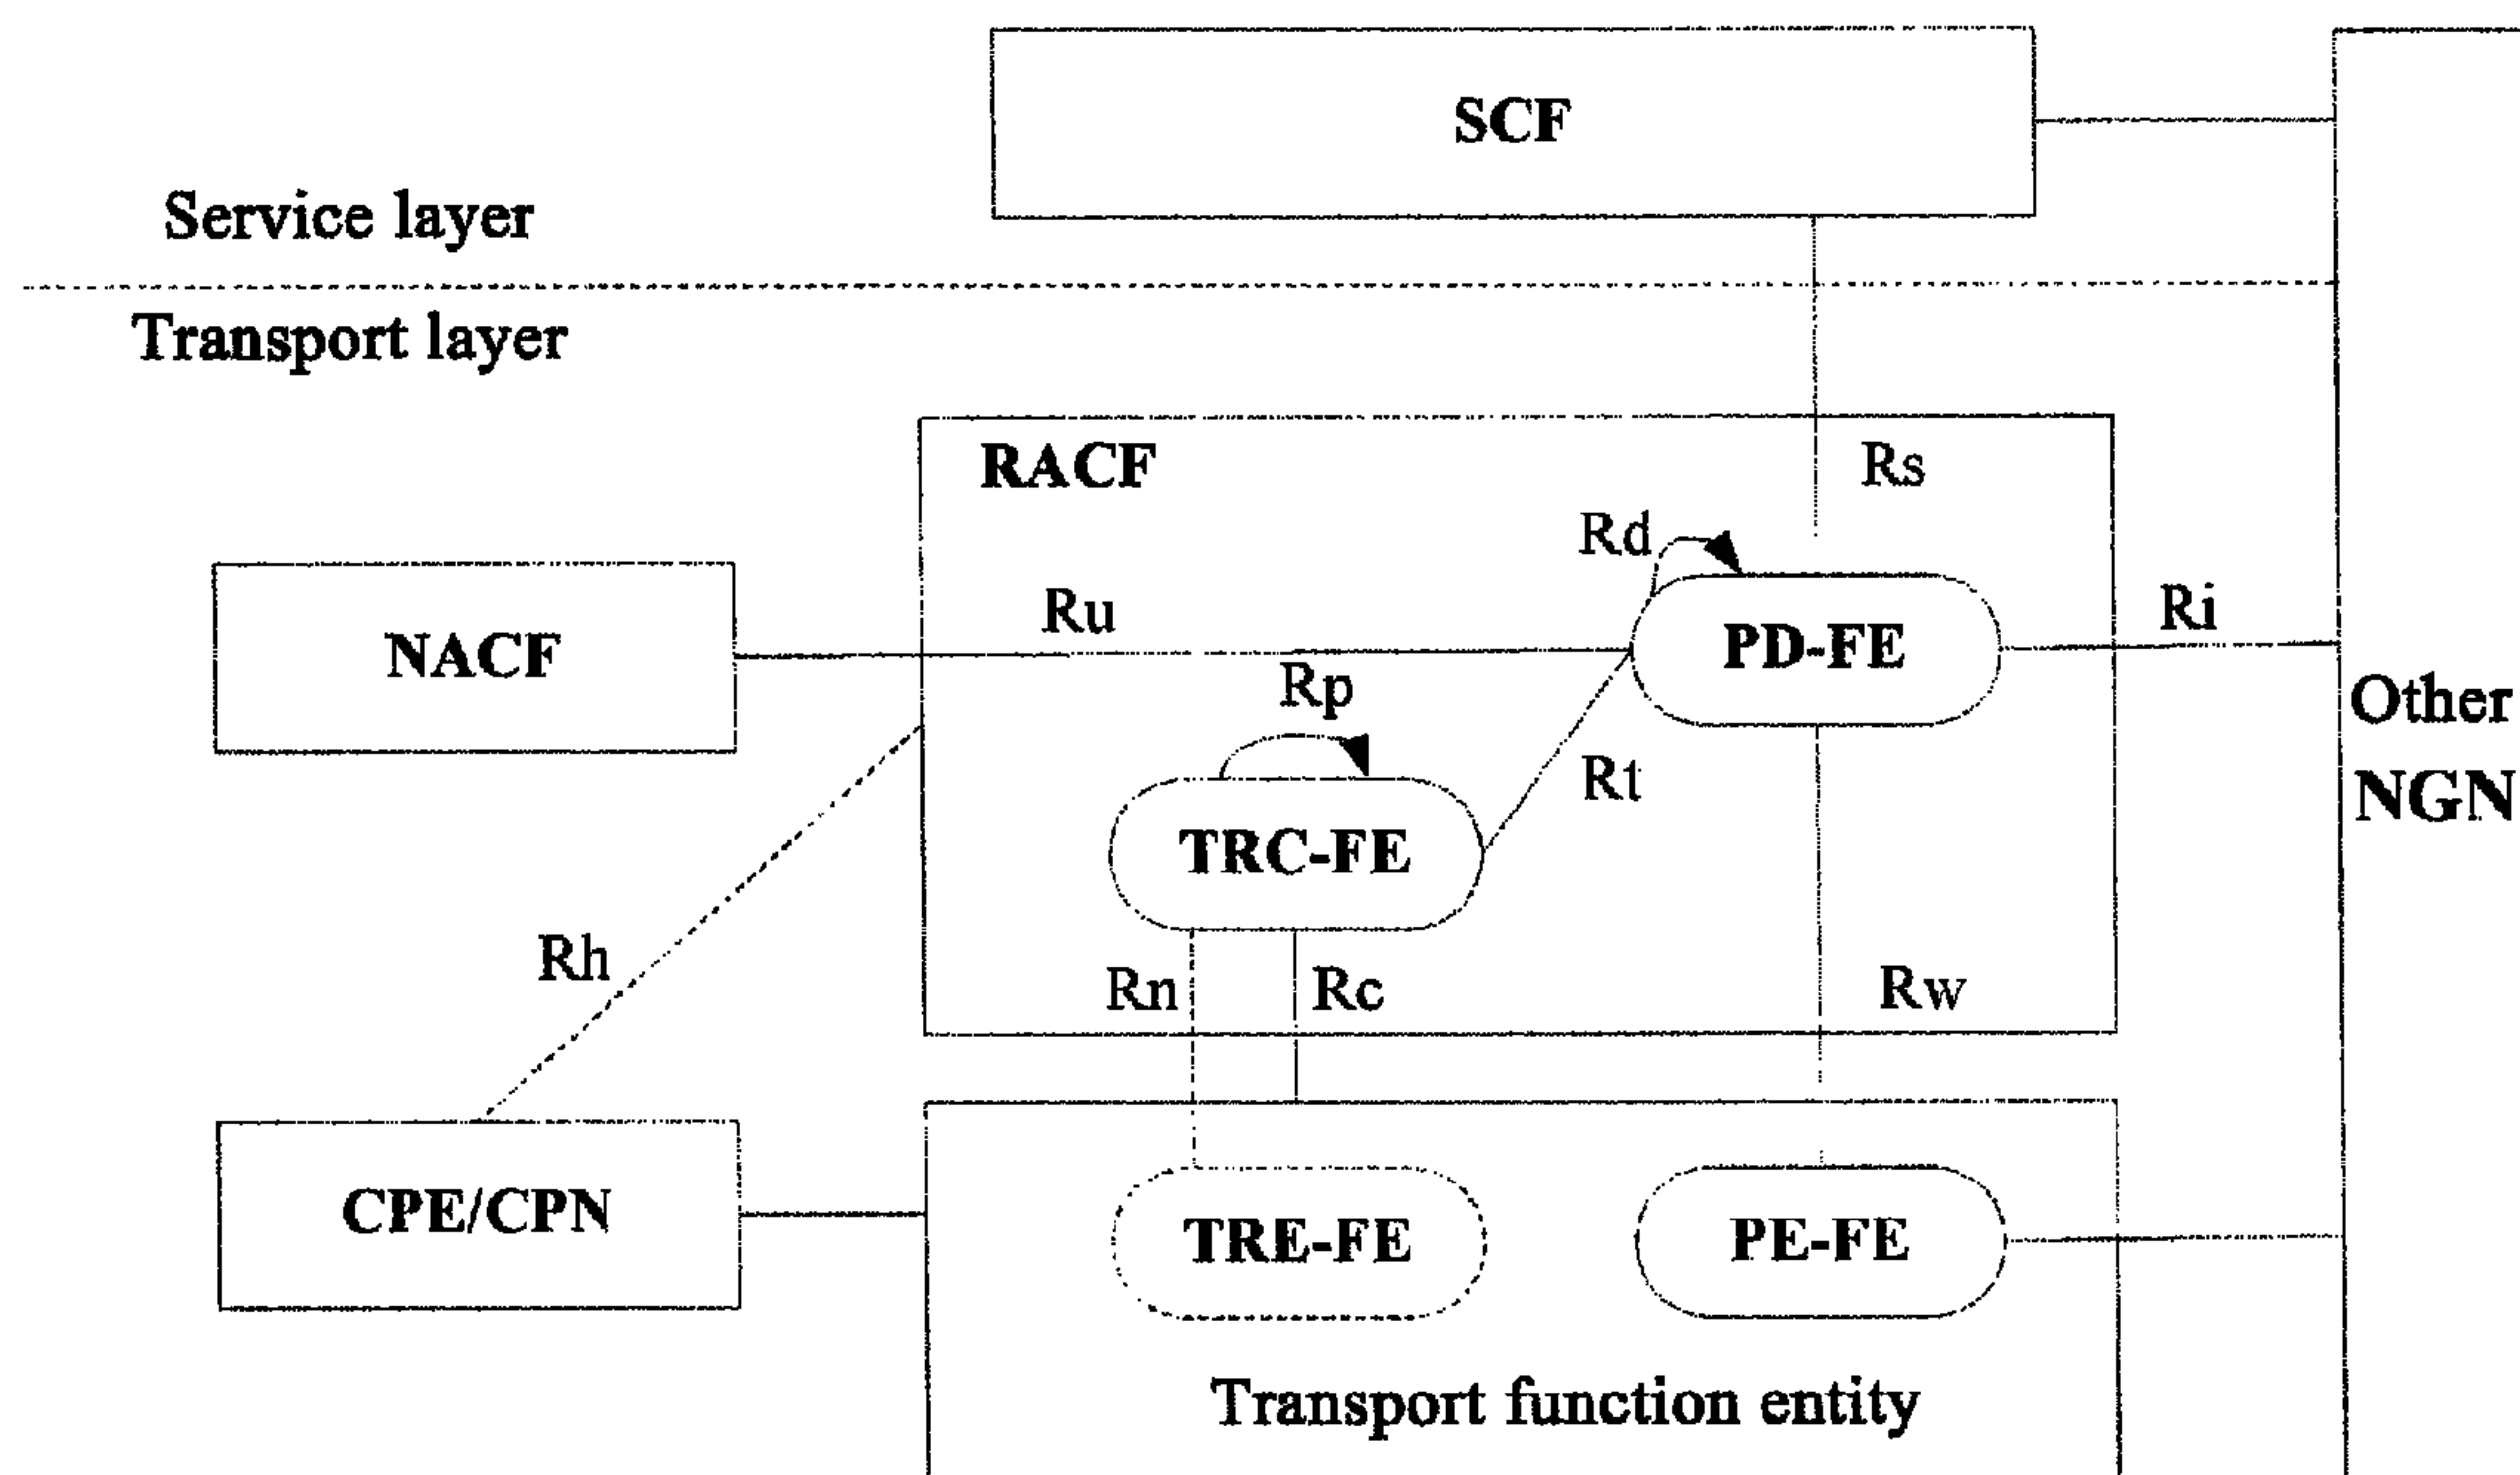 SCF
Service layer
Transport layer
RACF
Rs
Rd
Ru
Ri
NACF
PD-FE
Rp
Other
NGN
Rt
TRC-FE
Rh
Rn
Rc
Rw
CPE/CPN
TRE-FE
PE-FE
Transport function entity